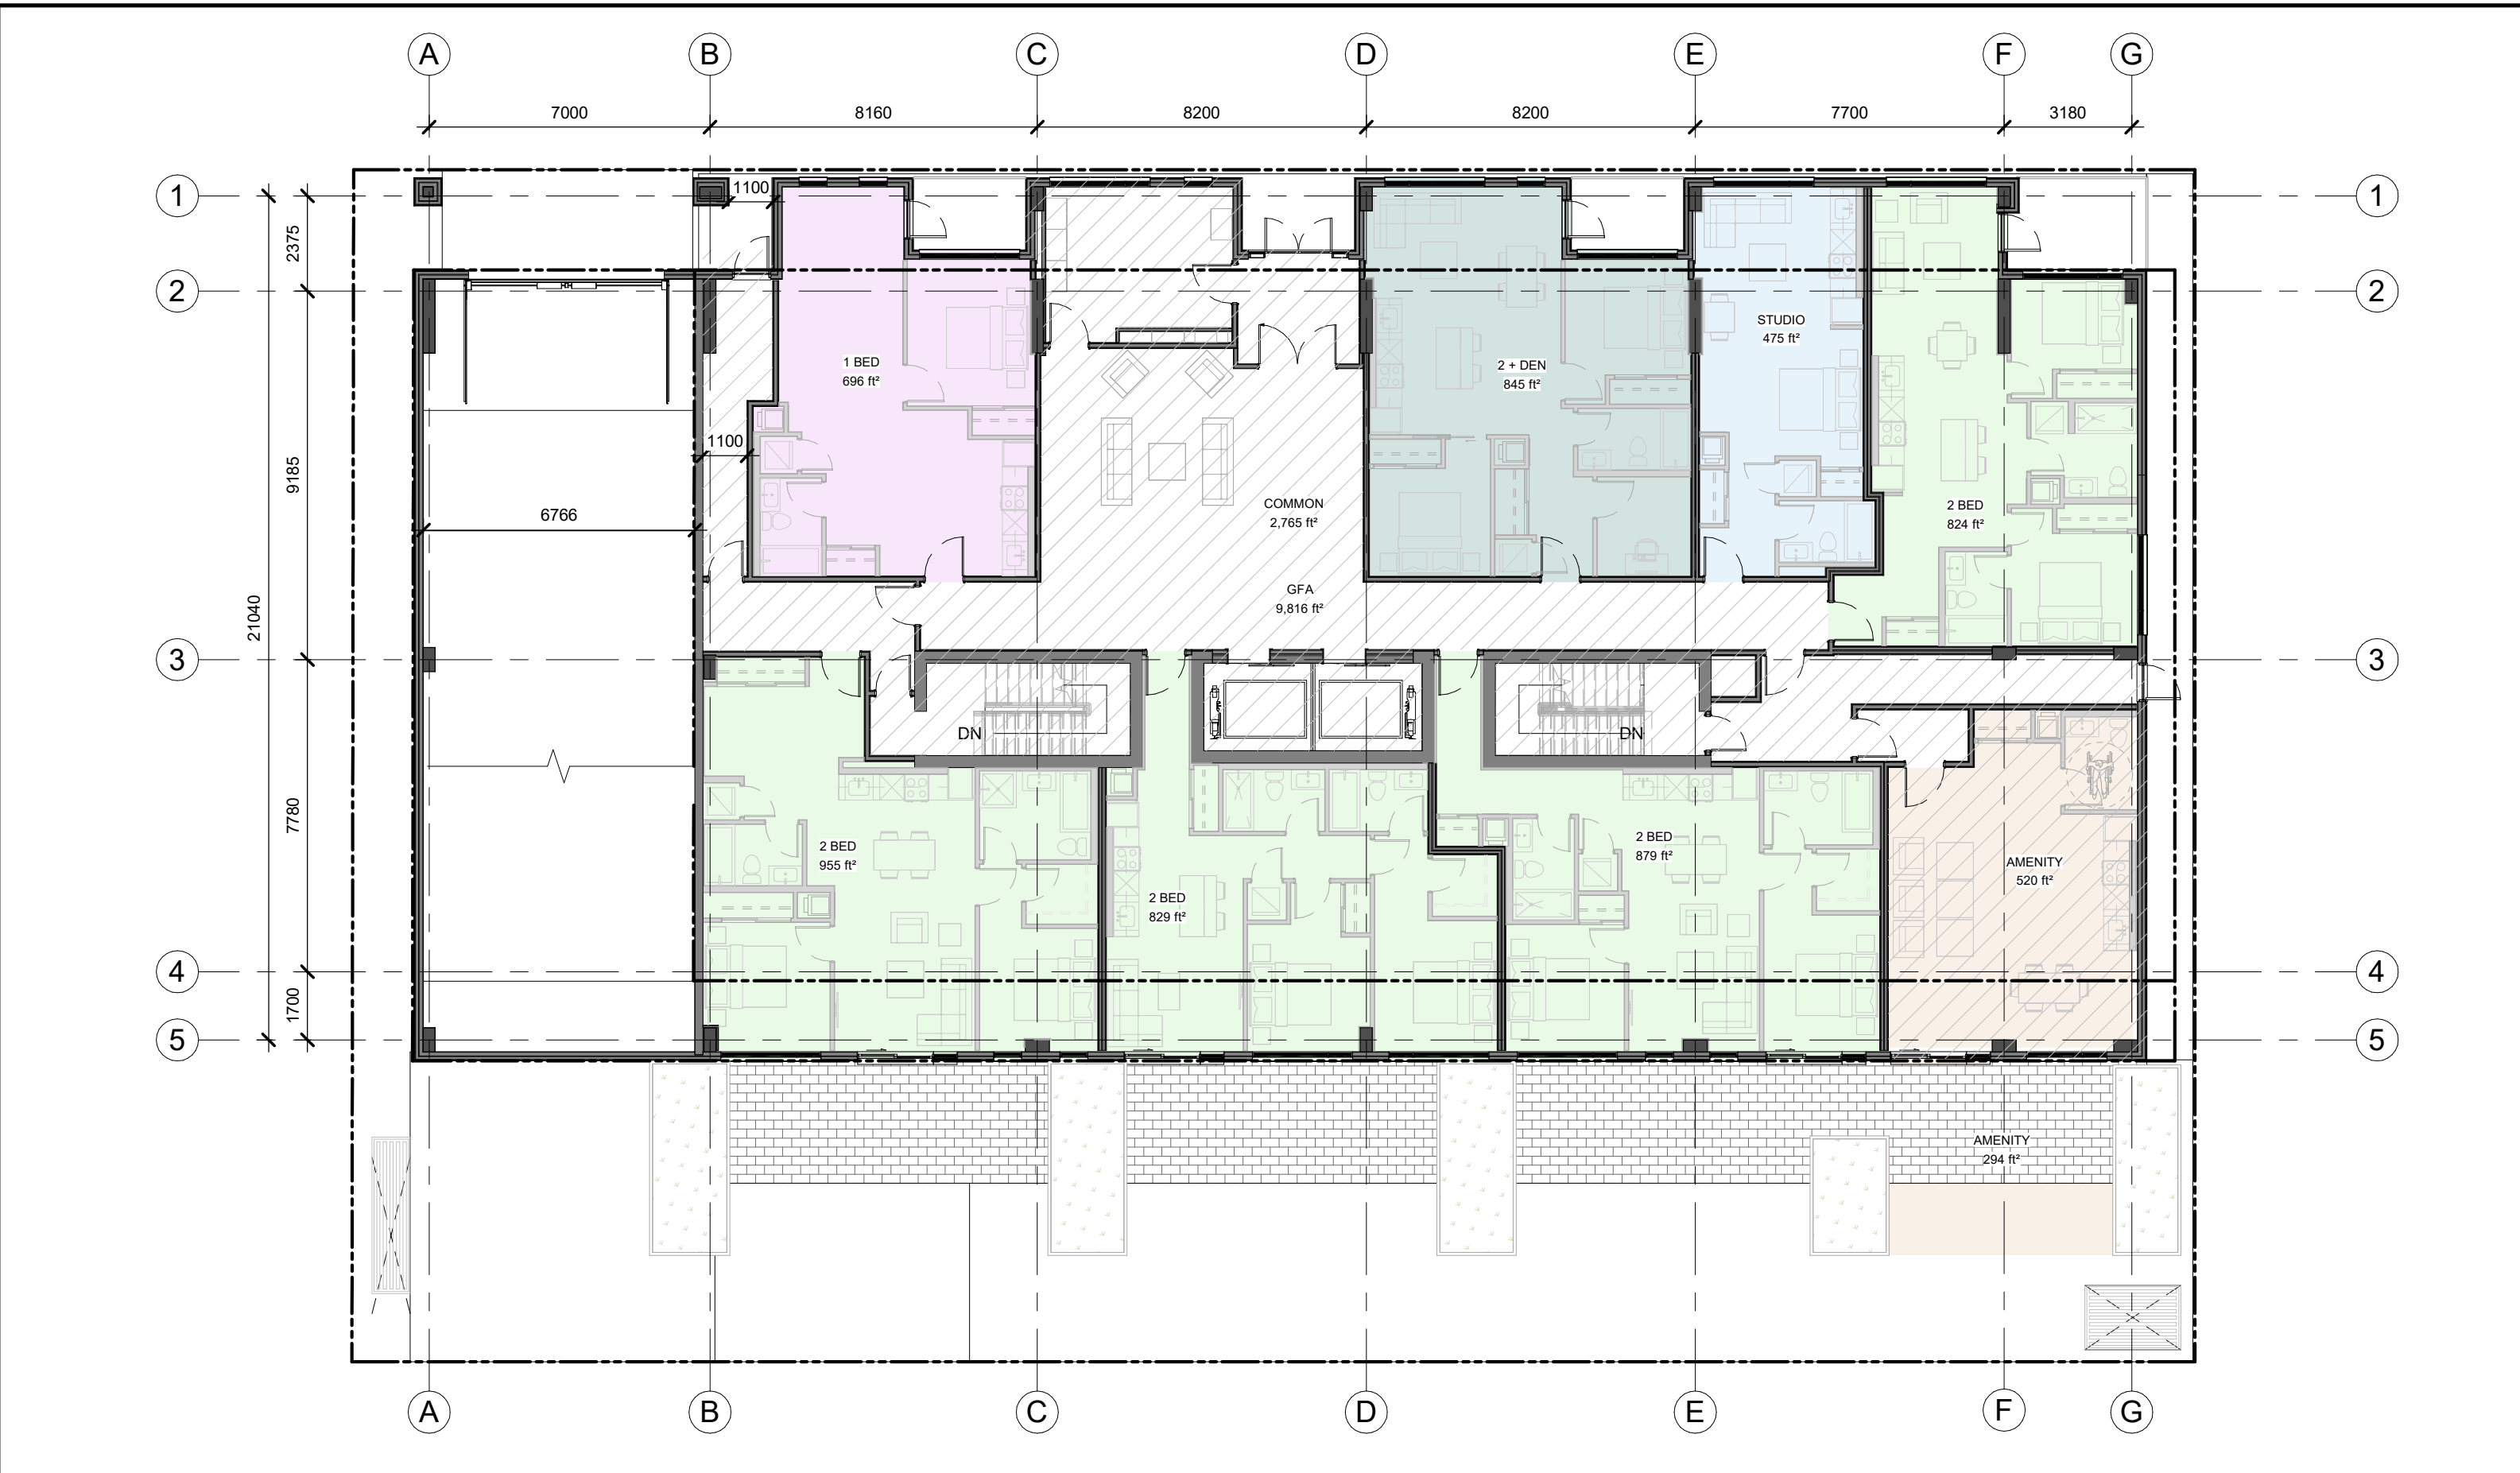 A B C D E F G
7000 8160 8200 8200 7700 3180
1 1100 1
2375
2 2
STUDIO
475 ft²
1 BED
696 ft²
2 + DEN
845 ft²
1100
9185
6766
COMMON
2,765 ft²
2 BED
824 ft²
GFA
9,816 ft²
21040
3 3
DN DN
7780
2 BED
955 ft²
2 BED
829 ft²
2 BED
879 ft²
AMENITY
520 ft²
4 4
1700
5 5
AMENITY
294 ft²
A B C D E F G